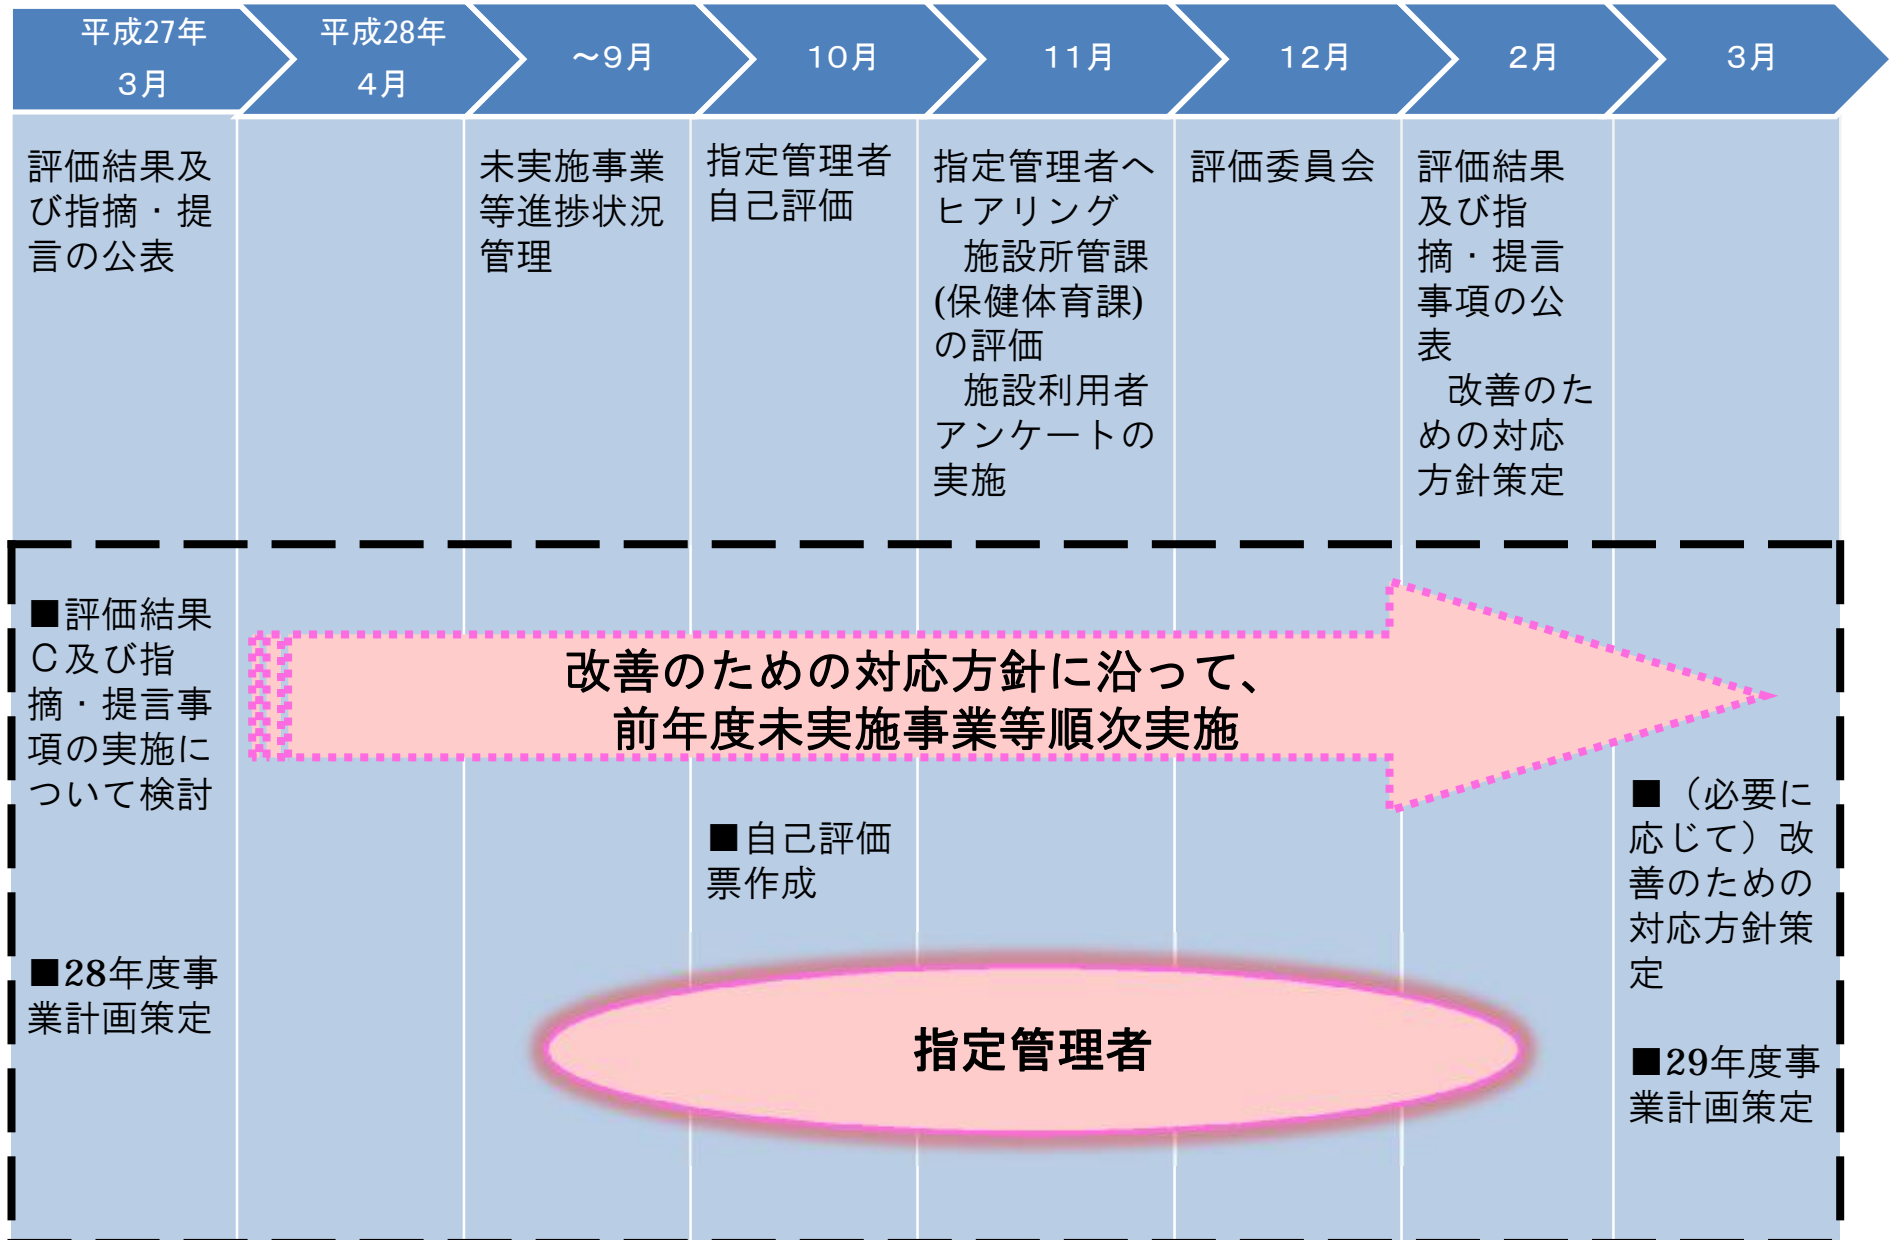 平成27年
3月
平成28年
4月
～9月
10月
11月
12月
2月
3月
評価結果及
び指摘・提
言の公表
未実施事業
等進捗状況
管理
指定管理者
自己評価
指定管理者へ
ヒアリング
施設所管課
(保健体育課)
の評価
施設利用者
アンケートの
実施
評価委員会
評価結果
及び指
摘・提言
事項の公
表
改善のた
めの対応
方針策定
■評価結果
C及び指
摘・提言事
項の実施に
ついて検討
■28年度事
業計画策定
改善のための対応方針に沿って、
前年度未実施事業等順次実施
■自己評価
票作成
指定管理者
■（必要に
応じて）改
善のための
対応方針策
定
■29年度事
業計画策定